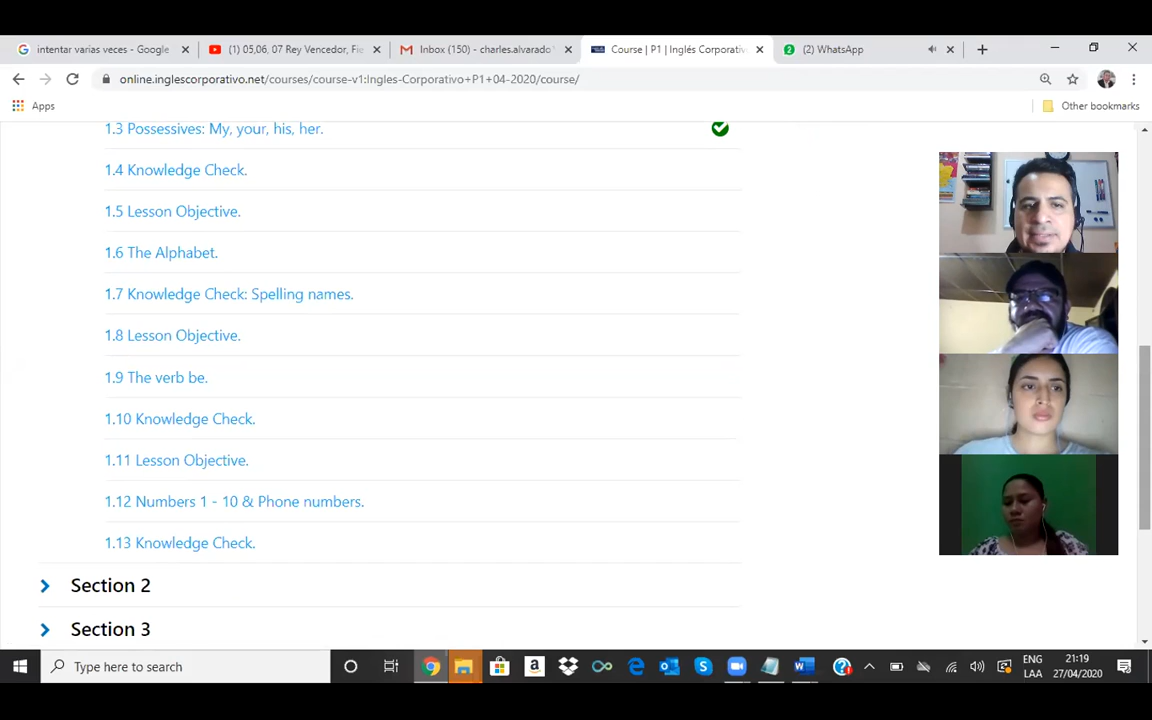 intentar varias veces - Google
(1) 05,06, 07 Rey Vencedor, Fie
Inbox (150) - charles.alvarado
Course | P1 | Inglés Corporativ
2 (2) WhatsApp
online.inglescorporativo.net/courses/course-v1:Ingles-Corporativo+P1+04-2020/course/
Apps
Other bookmarks
1.3 Possessives: My, your, his, her.
1.4 Knowledge Check.
1.5 Lesson Objective.
1.6 The Alphabet.
1.7 Knowledge Check: Spelling names.
1.8 Lesson Objective.
1.9 The verb be.
1.10 Knowledge Check.
1.11 Lesson Objective.
1.12 Numbers 1 - 10 & Phone numbers.
1.13 Knowledge Check.
Section 2
Section 3
Type here to search
ENG
LAA
21:19
27/04/2020